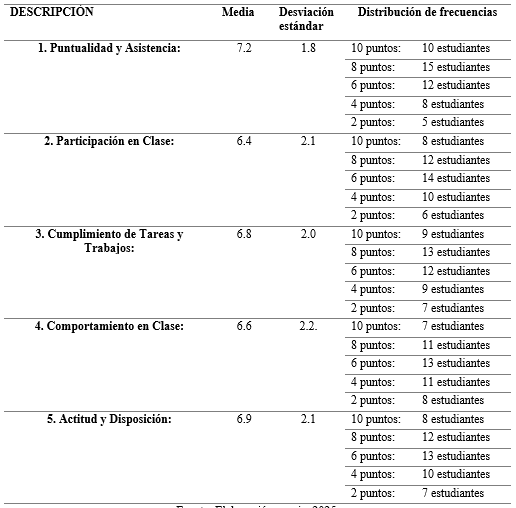 DESCRIPCIÓN Media Desviación estándar Distribución de frecuencias
1. Puntualidad y Asistencia: 7.2 1.8 10 puntos: 10 estudiantes
8 puntos: 15 estudiantes
6 puntos: 12 estudiantes
4 puntos: 8 estudiantes
2 puntos: 5 estudiantes
2. Participación en Clase: 6.4 2.1 10 puntos: 8 estudiantes
8 puntos: 12 estudiantes
6 puntos: 14 estudiantes
4 puntos: 10 estudiantes
2 puntos: 6 estudiantes
3. Cumplimiento de Tareas y Trabajos: 6.8 2.0 10 puntos: 9 estudiantes
8 puntos: 13 estudiantes
6 puntos: 12 estudiantes
4 puntos: 9 estudiantes
2 puntos: 7 estudiantes
4. Comportamiento en Clase: 6.6 2.2. 10 puntos: 7 estudiantes
8 puntos: 11 estudiantes
6 puntos: 13 estudiantes
4 puntos: 11 estudiantes
2 puntos: 8 estudiantes
5. Actitud y Disposición: 6.9 2.1 10 puntos: 8 estudiantes
8 puntos: 12 estudiantes
6 puntos: 13 estudiantes
4 puntos: 10 estudiantes
2 puntos: 7 estudiantes